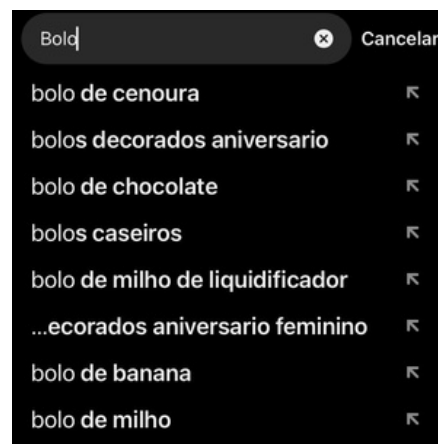 Bolo Cancelar
bolo de cenoura
bolos decorados aniversario
bolo de chocolate
bolos caseiros
bolo de milho de liquidificador
...ecorados aniversario feminino
bolo de banana
bolo de milho